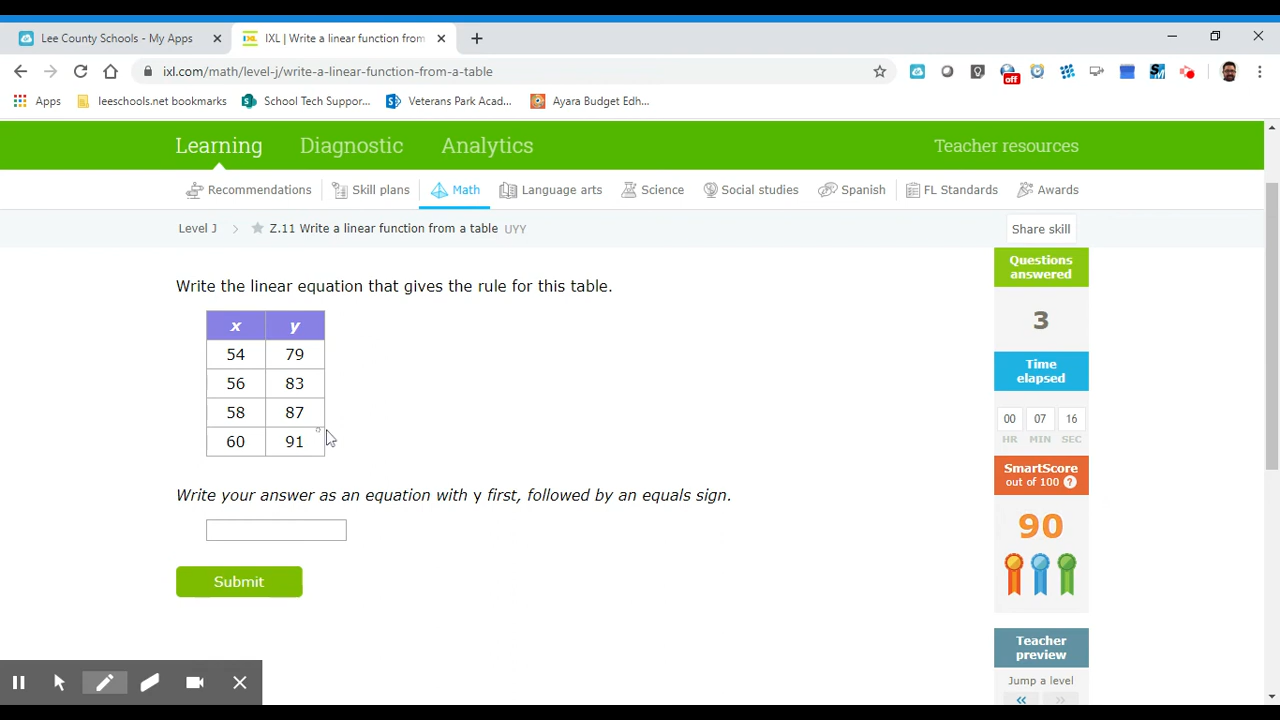 Lee County Schools - My Apps
IXL | Write a linear function from
ixl.com/math/level-j/write-a-linear-function-from-a-table
off
Apps
leeschools.net bookmarks
School Tech Suppor...
Veterans Park Acad...
Ayara Budget Edh...
Learning
Diagnostic
Analytics
Teacher resources
Recommendations
Skill plans
Math
Language arts
Science
Social studies
Spanish
FL Standards
Awards
Level J > Z.11 Write a linear function from a table UYY
Share skill
Write the linear equation that gives the rule for this table.
x y
54 79
56 83
58 87
60 91
Write your answer as an equation with y first, followed by an equals sign.
Submit
Questions
answered
3
Time
elapsed
00 07 16
HR MIN SEC
SmartScore
out of 100 ?
90
Teacher
preview
Jump a level